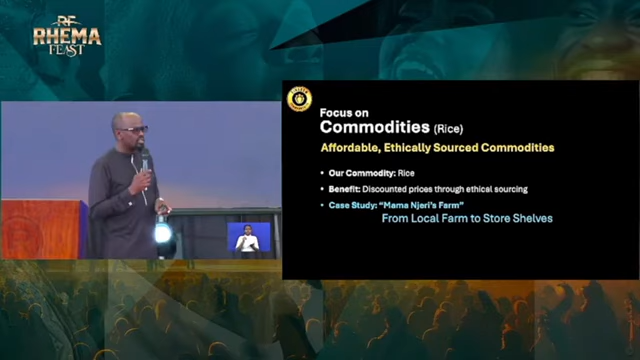 RF
RHEMA
FEAST
Focus on
Commodities (Rice)
Affordable, Ethically Sourced Commodities
• Our Commodity: Rice
• Benefit: Discounted prices through ethical sourcing
• Case Study: "Mama Njeri's Farm"
From Local Farm to Store Shelves